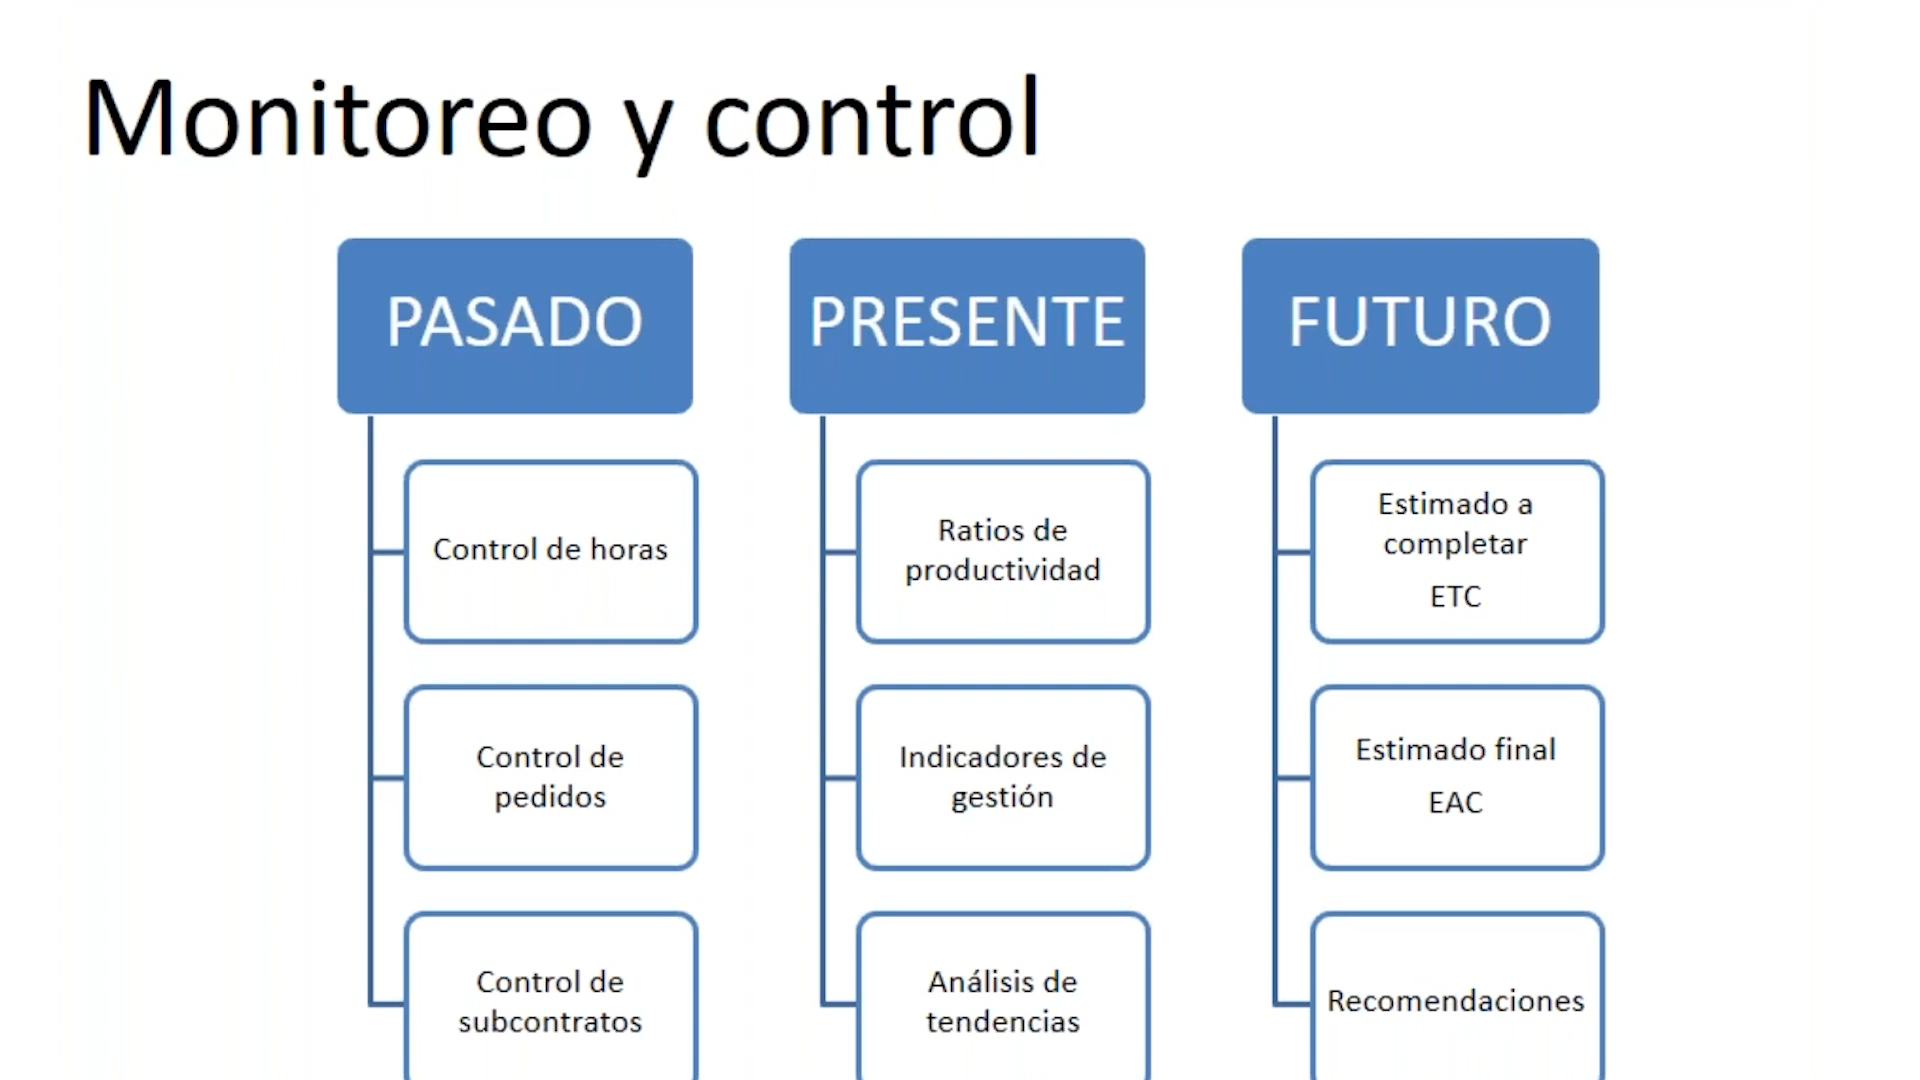 Monitoreo y control
PASADO
Control de horas
Control de
pedidos
Control de
subcontratos
PRESENTE
Ratios de
productividad
Indicadores de
gestión
Análisis de
tendencias
FUTURO
Estimado a
completar
ETC
Estimado final
EAC
Recomendaciones